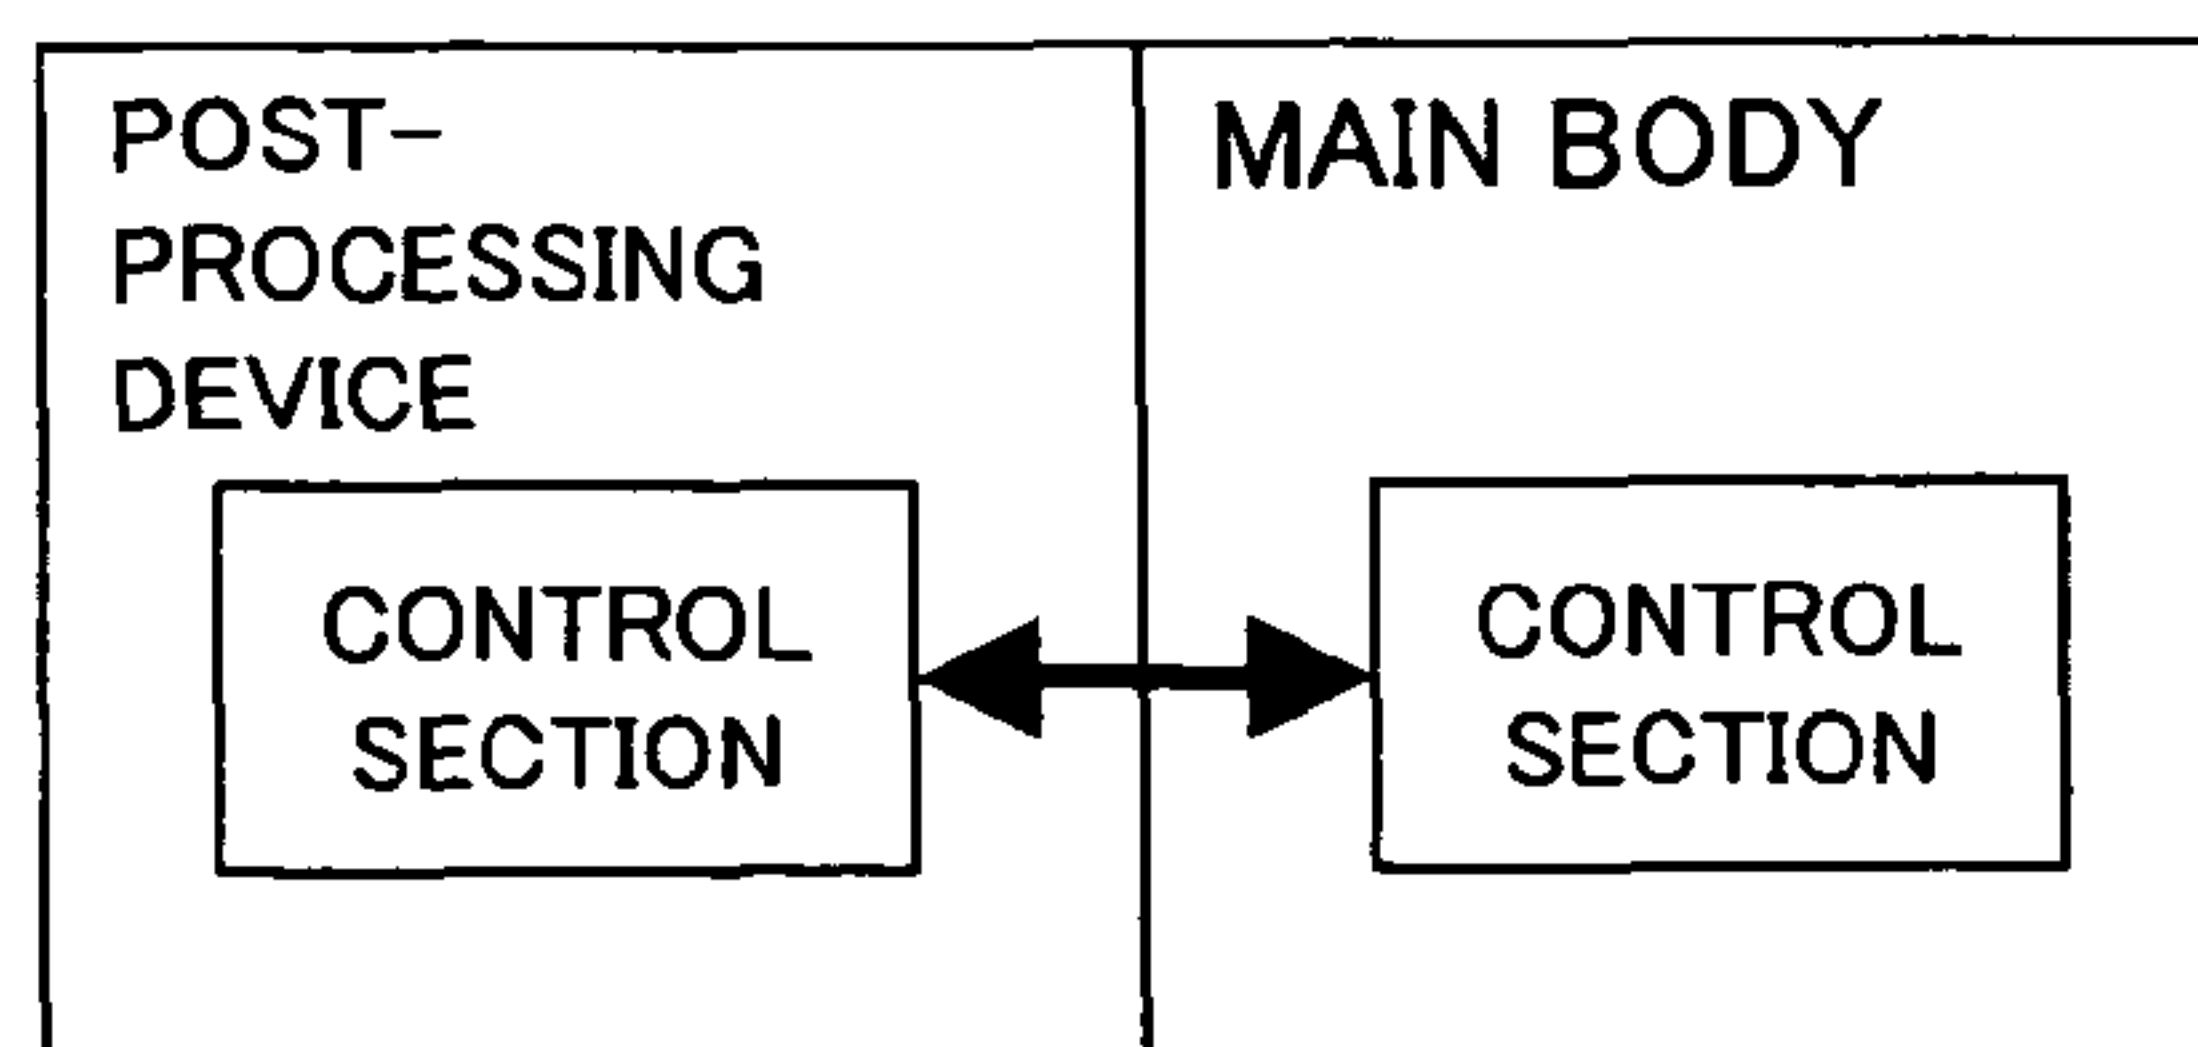 POST-
PROCESSING
DEVICE
MAIN BODY
CONTROL
SECTION
CONTROL
SECTION